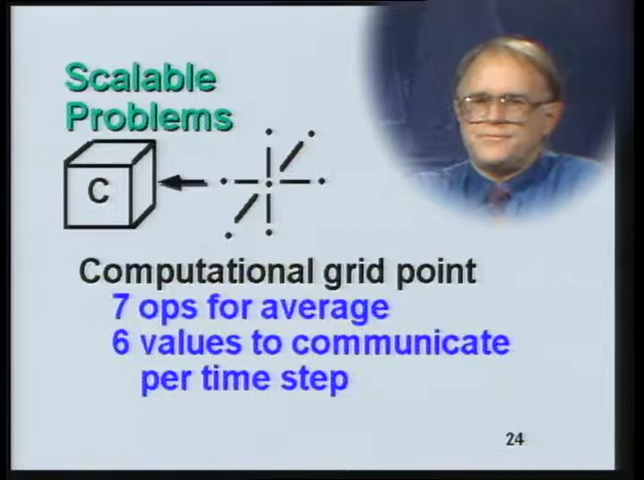 Scalable
Problems
C
Computational grid point
7 ops for average
6 values to communicate
per time step
24